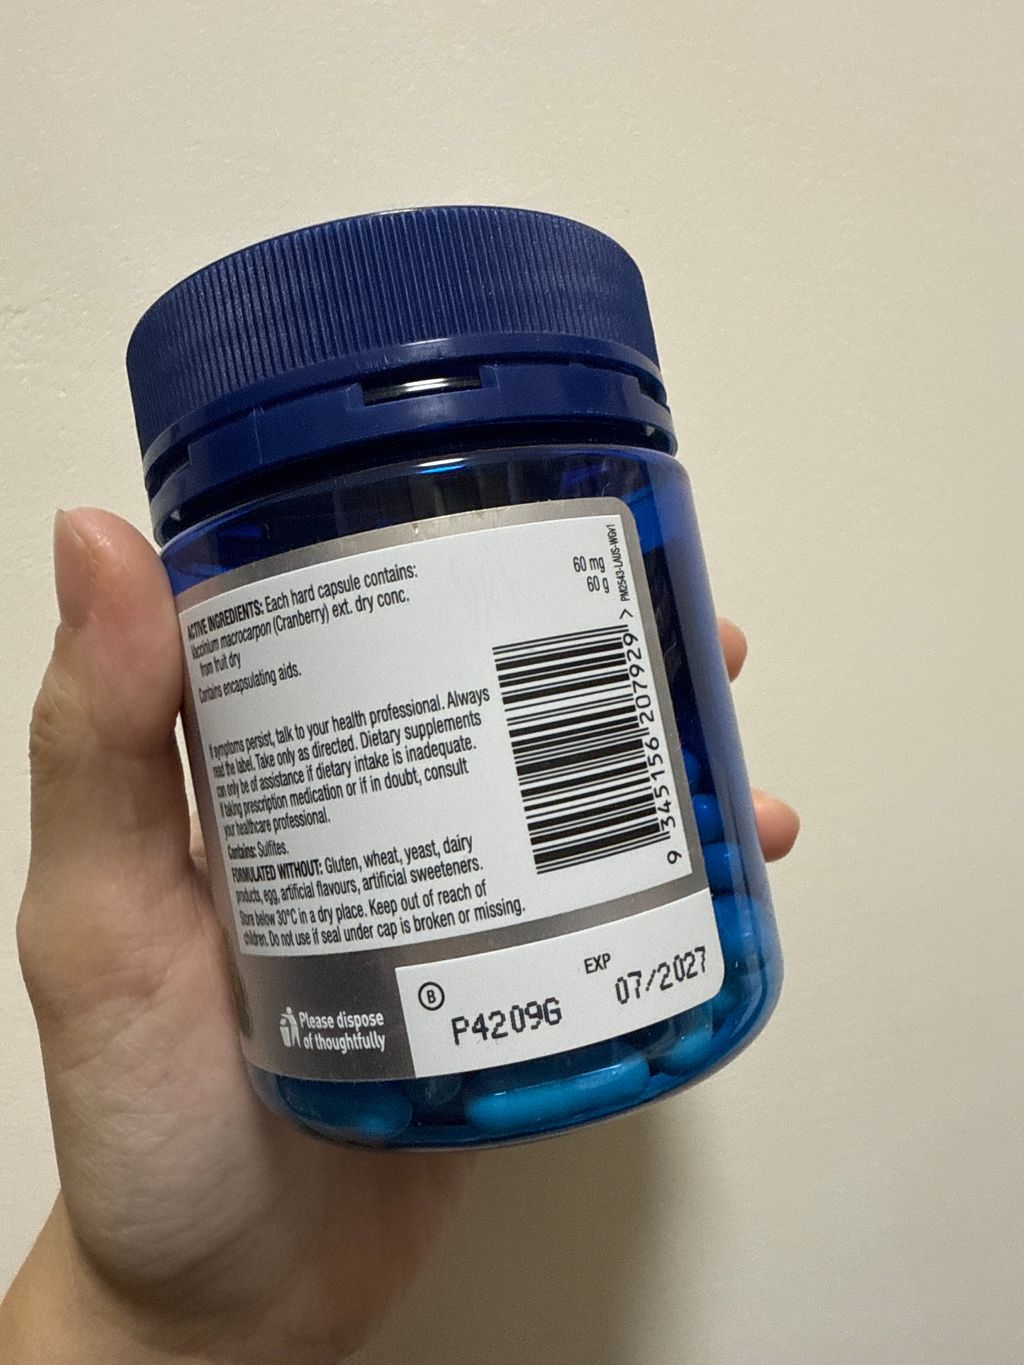 ACTIVE INGREDIENTS: Each hard capsule contains:
Vaccinium macrocarpon (Cranberry) ext. dry conc. 60 mg
from fruit dry 60 g
Contains encapsulating aids.
If symptoms persist, talk to your health professional. Always
read the label. Take only as directed. Dietary supplements
can only be of assistance if dietary intake is inadequate.
If taking prescription medication or if in doubt, consult
your healthcare professional.
Contains: Sulfites.
FORMULATED WITHOUT: Gluten, wheat, yeast, dairy
products, egg, artificial flavours, artificial sweeteners.
Store below 30°C in a dry place. Keep out of reach of
children. Do not use if seal under cap is broken or missing.
PM2543-LAUS-WGv1
9 345156 207929 >
Please dispose
of thoughtfully
B
P4209G
EXP
07/2027